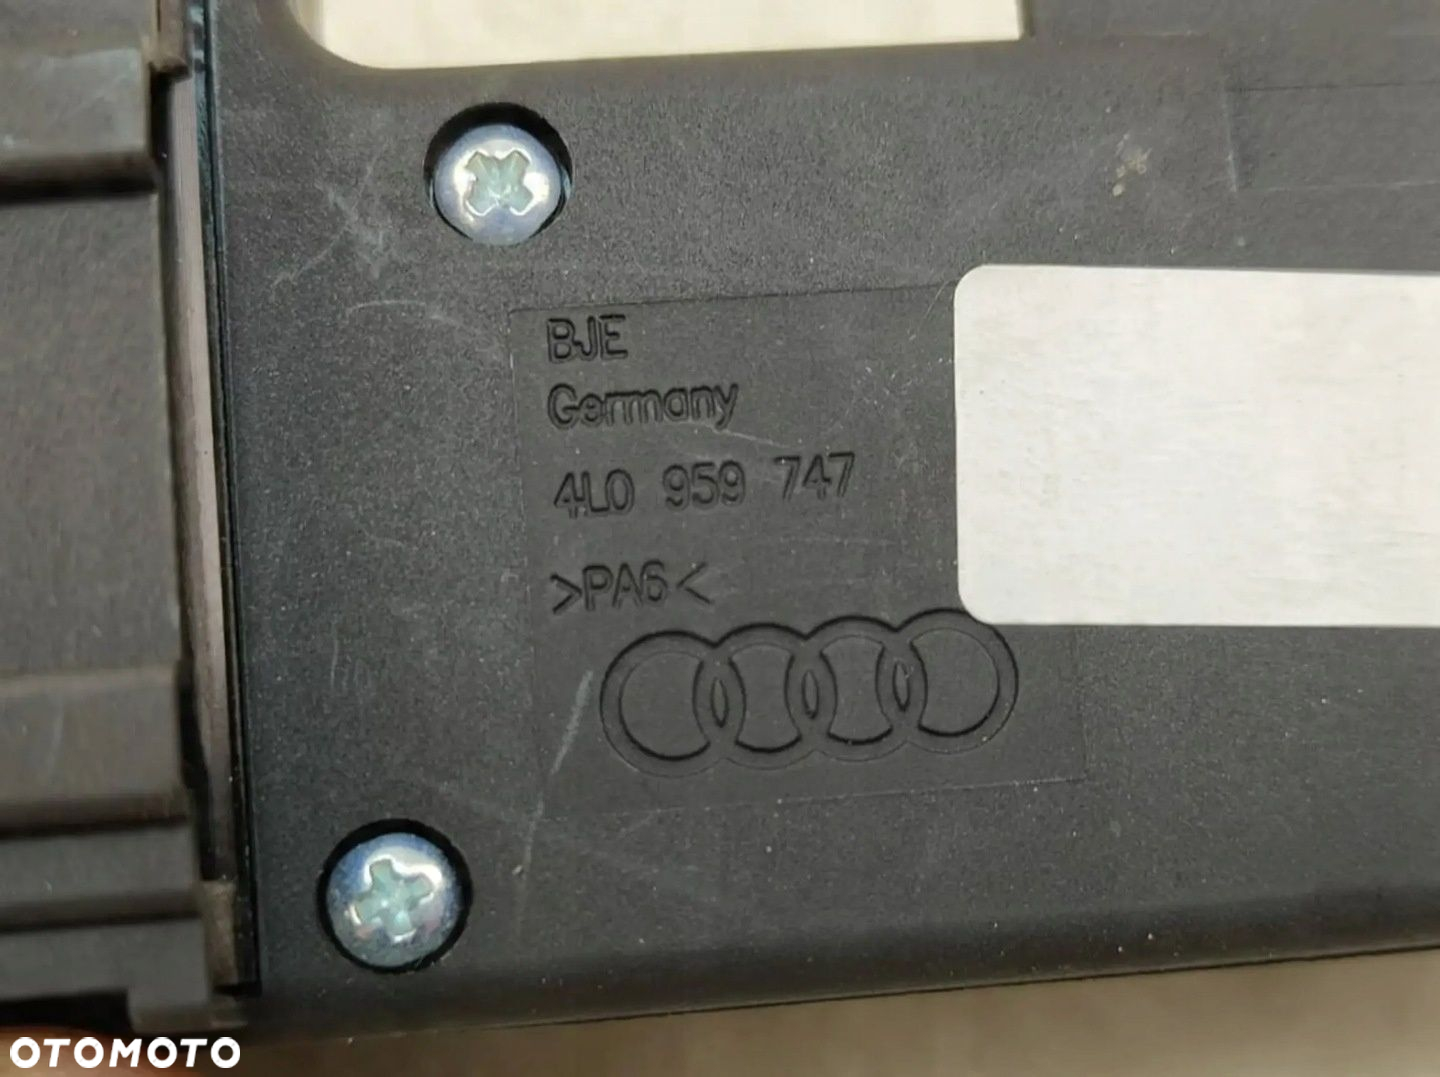 BJE
Germany
4L0 959 747
>PA6<
OTOMOTO